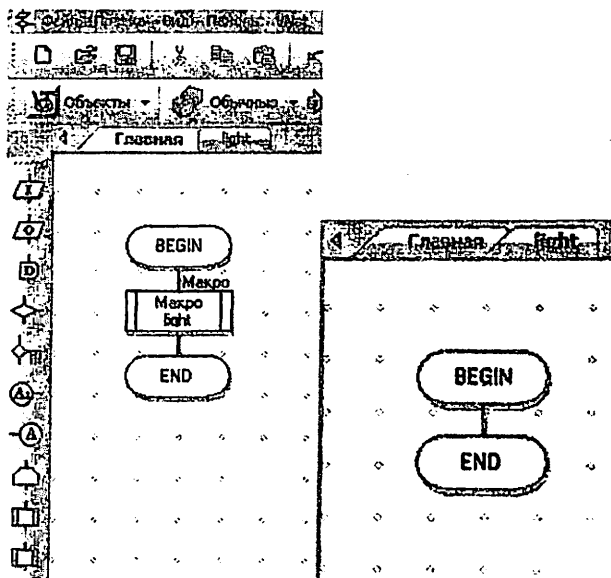 Объекты
Обычные
Главная light
BEGIN
Макро
Макро
light
END
I
D
A
Главная light
BEGIN
END